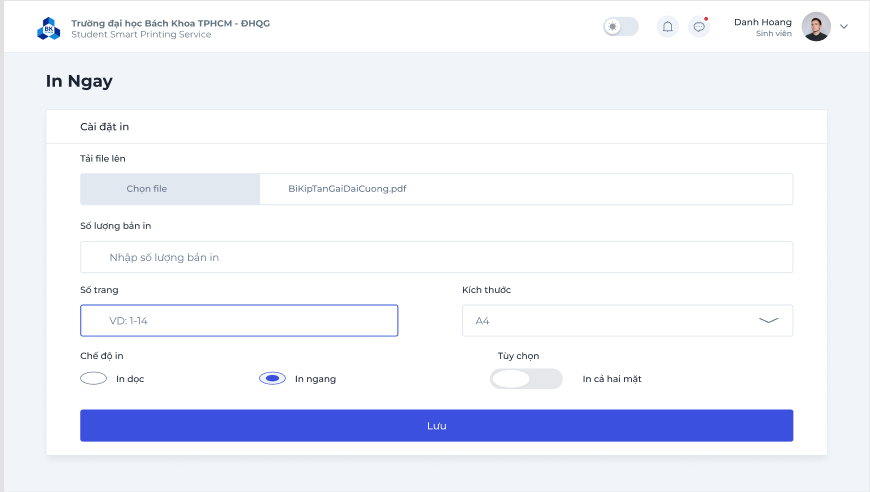 BK
Trường đại học Bách Khoa TPHCM - ĐHQG
Student Smart Printing Service
Danh Hoang
Sinh viên
In Ngay
Cài đặt in
Tải file lên
Chọn file
BiKipTanGaiDaiCuong.pdf
Số lượng bản in
Nhập số lượng bản in
Số trang
Kích thước
VD: 1-14
A4
Chế độ in
Tùy chọn
In dọc
In ngang
In cả hai mặt
Lưu